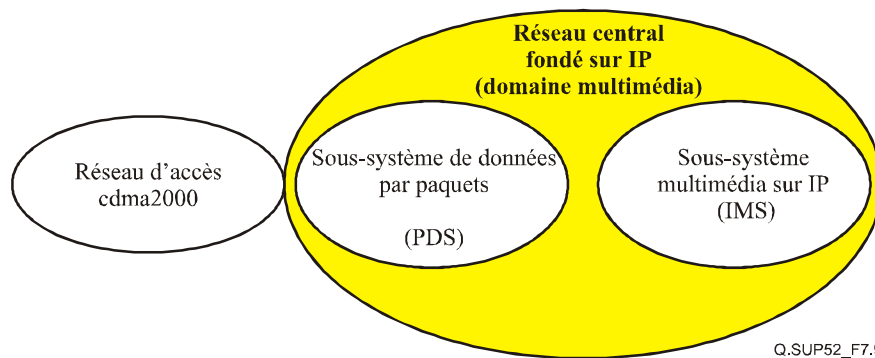 Réseau central
fondé sur IP
(domaine multimédia)
Réseau d'accès
cdma2000
Sous-système de données
par paquets
(PDS)
Sous-système
multimédia sur IP
(IMS)